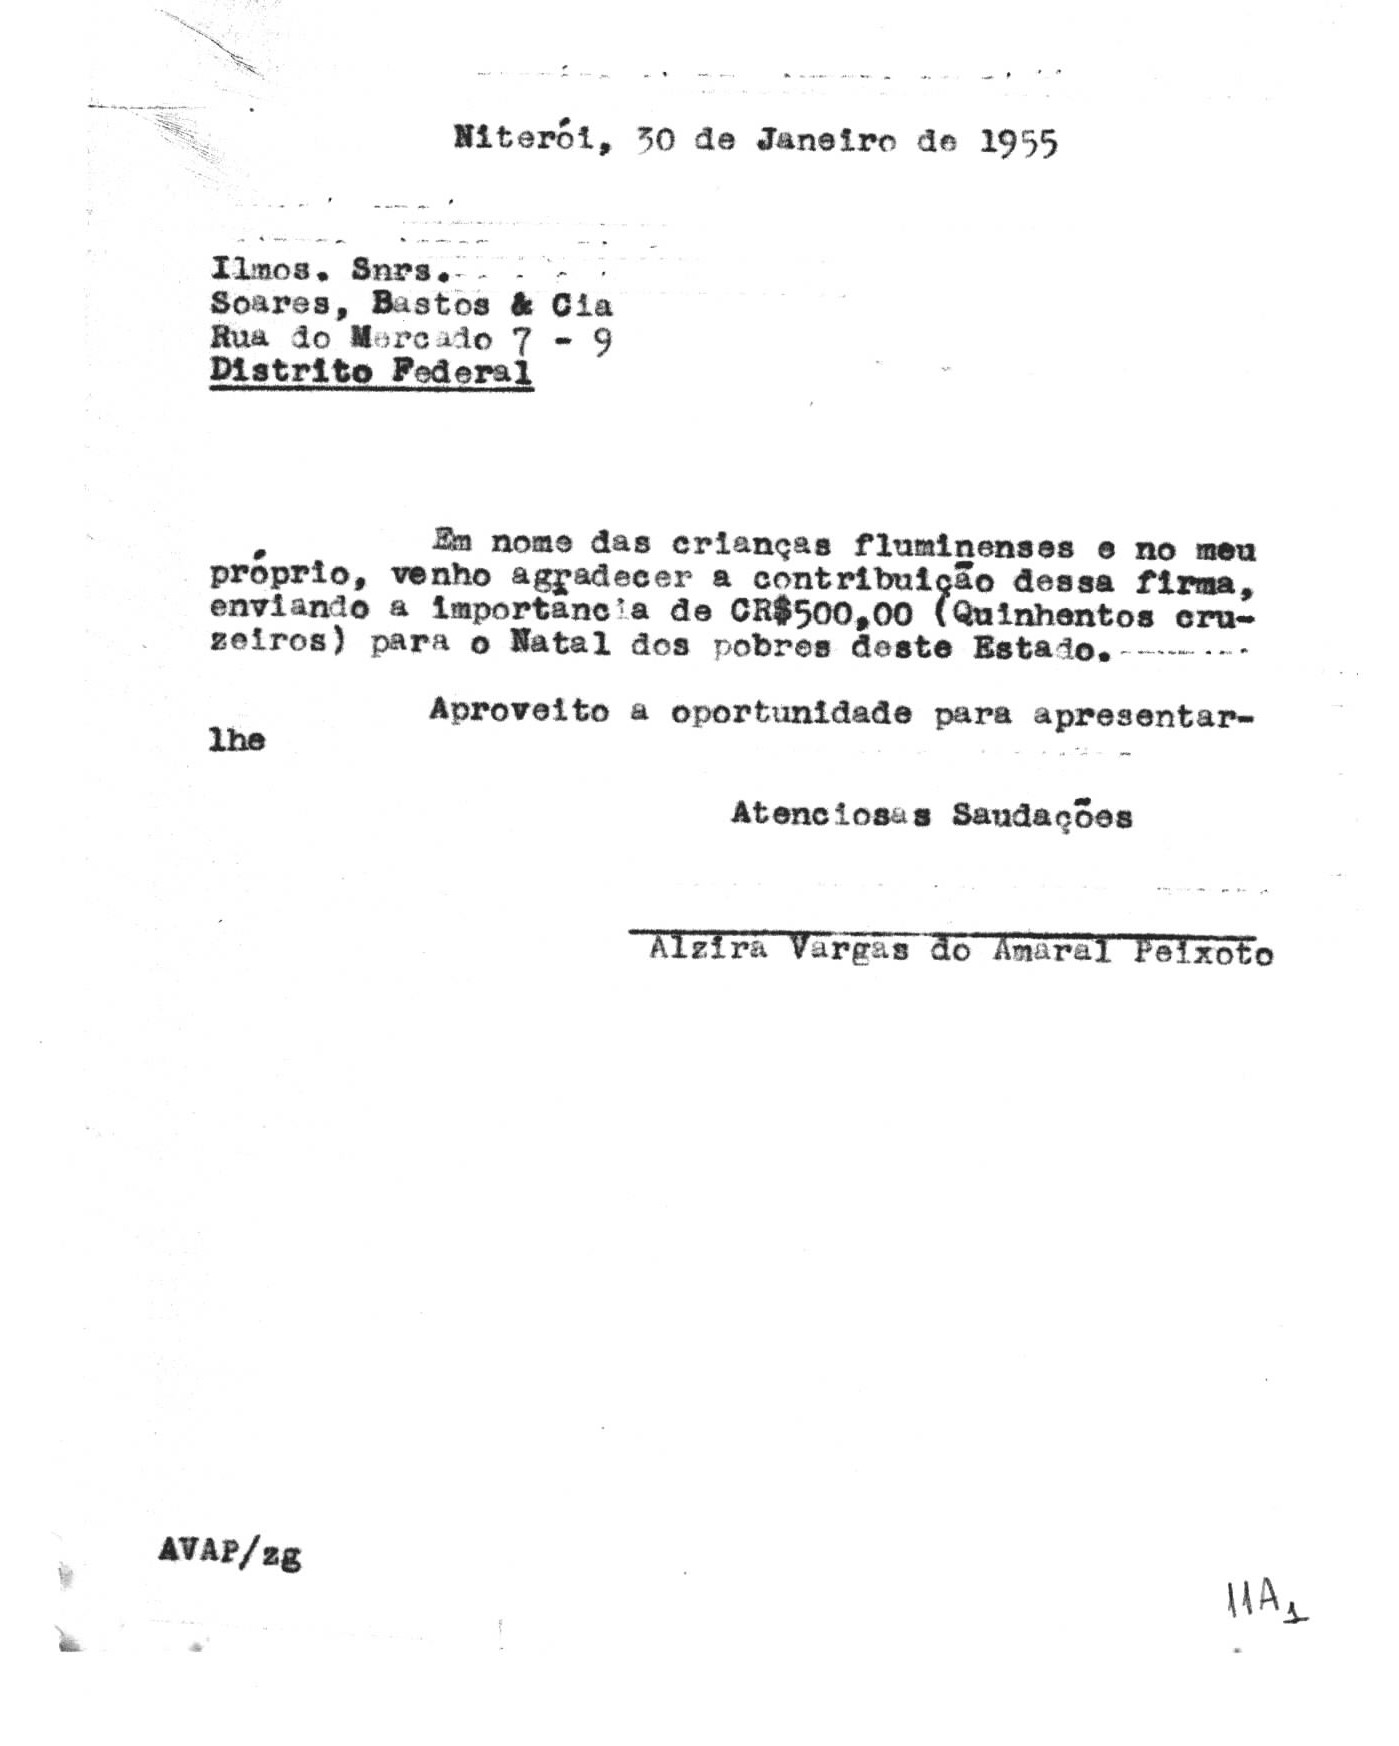 Niterói, 30 de Janeiro de 1955
Ilmos. Snrs.
Soares, Bastos & Cia
Rua do Mercado 7 - 9
Distrito Federal
Em nome das crianças fluminenses e no meu
próprio, venho agradecer a contribuição dessa firma,
enviando a importancia de CR$500,00 (Quinhentos cru-
zeiros) para o Natal dos pobres deste Estado.
Aproveito a oportunidade para apresentar-
lhe
Atenciosas Saudações
Alzira Vargas do Amaral Peixoto
AVAP/zg
11A1